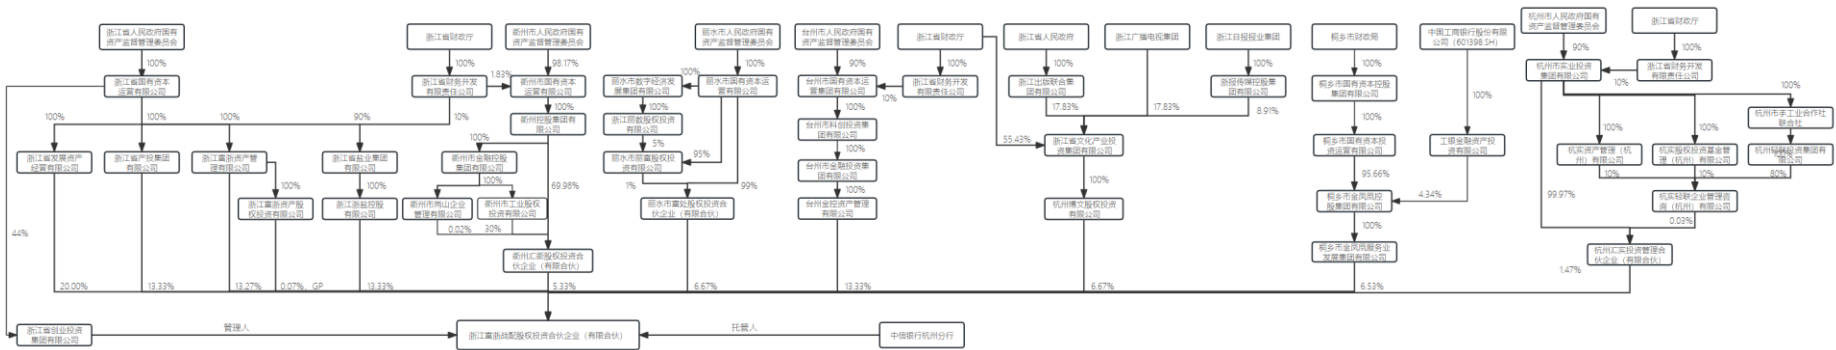 浙江省人民政府国有
资产监督管理委员会
浙江省财政厅
衢州市人民政府国有
资产监督管理委员会
丽水市人民政府国有
资产监督管理委员会
台州市人民政府国有
资产监督管理委员会
浙江省财政厅
浙江省人民政府
浙江广播电视集团
浙江日报报业集团
桐乡市财政局
中国工商银行股份有限
公司（601398.SH）
杭州市人民政府国有
资产监督管理委员会
浙江省财政厅
100%
100%
98.17%
100%
90%
100%
100%
100%
100%
90%
100%
浙江省国有资本
运营有限公司
浙江省财务开发
有限责任公司
1.83%
衢州市国有资本
运营有限公司
丽水市数字经济发
展集团有限公司
100%
丽水市国有资本运
营有限公司
台州市国有资本运
营集团有限公司
10%
浙江省财务开发
有限责任公司
浙江出版联合集
团有限公司
浙报传媒控股集
团有限公司
桐乡市国有资本控股
集团有限公司
杭州市实业投资
集团有限公司
10%
浙江省财务开发
有限责任公司
100%
100%
100%
90%
10%
100%
衢州控股集团有
限公司
100%
浙江丽数股权投资
有限公司
100%
台州市科创投资集
团有限公司
17.83%
17.83%
8.91%
100%
100%
100%
杭州市手工业合作社
联合社
浙江省发展资产
经营有限公司
浙江省产投集团
有限公司
浙江富浙资产管
理有限公司
浙江省盐业集团
有限公司
100%
衢州市金融控股
集团有限公司
5%
丽水市丽富股权投
资有限公司
95%
100%
台州市金融投资集
团有限公司
55.43%
浙江省文化产业投
资集团有限公司
桐乡市国有资本投
资运营有限公司
工银金融资产投
资有限公司
100%
100%
100%
杭实资产管理（杭
州）有限公司
杭实股权投资基金管
理（杭州）有限公司
杭州轻联投资集团有
限公司
100%
100%
100%
69.98%
1%
99%
100%
100%
95.66%
10%
10%
80%
浙江富浙资产股
权投资有限公司
浙江浙盐控股
有限公司
衢州市两山企业
管理有限公司
衢州市工业股权
投资有限公司
丽水市富处股权投资合
伙企业（有限合伙）
台州金控资产管理
有限公司
杭州博文股权投资
有限公司
桐乡市金凤凰控
股集团有限公司
4.34%
99.97%
杭实轻联企业管理咨
询（杭州）有限公司
44%
0.02%
30%
100%
0.03%
衢州汇衢股权投资合
伙企业（有限合伙）
桐乡市金凤凰服务业
发展集团有限公司
杭州汇实投资管理合
伙企业（有限合伙）
20.00%
13.33%
13.27%
0.07%，GP
13.33%
5.33%
6.67%
13.33%
6.67%
6.53%
1.47%
浙江省创业投资
集团有限公司
管理人
浙江富浙战配股权投资合伙企业（有限合伙）
托管人
中信银行杭州分行